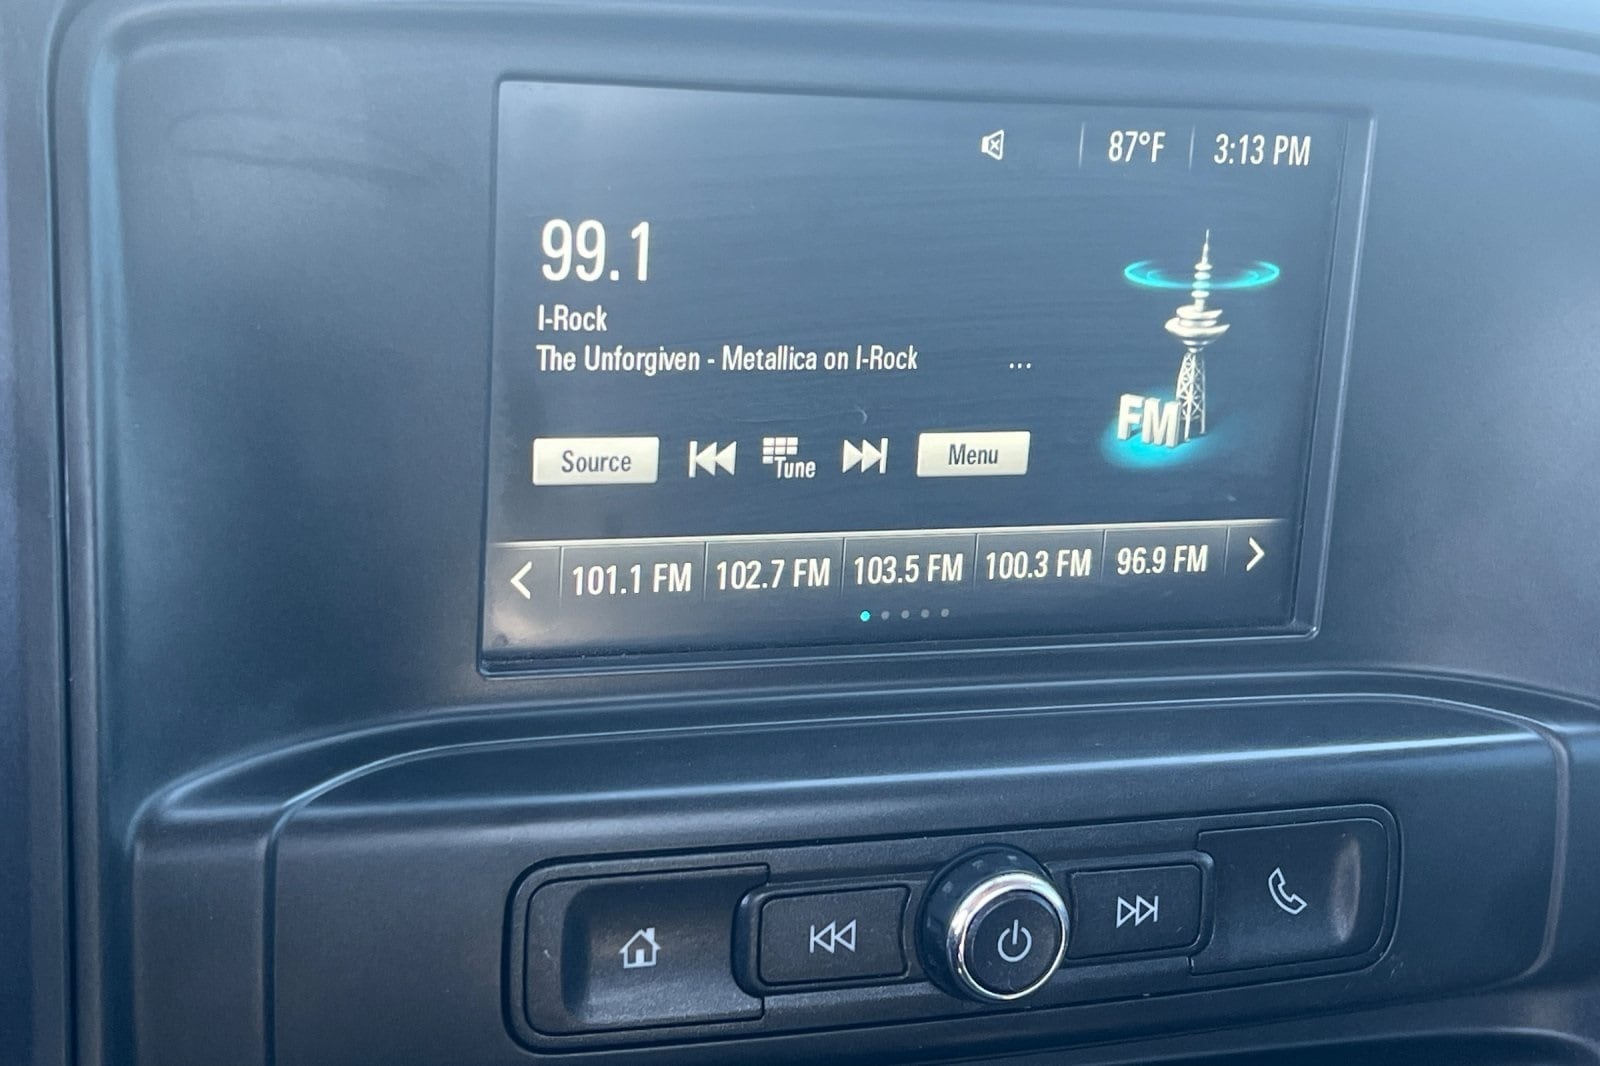 87°F 3:13 PM
99.1
I-Rock
The Unforgiven - Metallica on I-Rock ...
FM
Source Tune Menu
101.1 FM 102.7 FM 103.5 FM 100.3 FM 96.9 FM